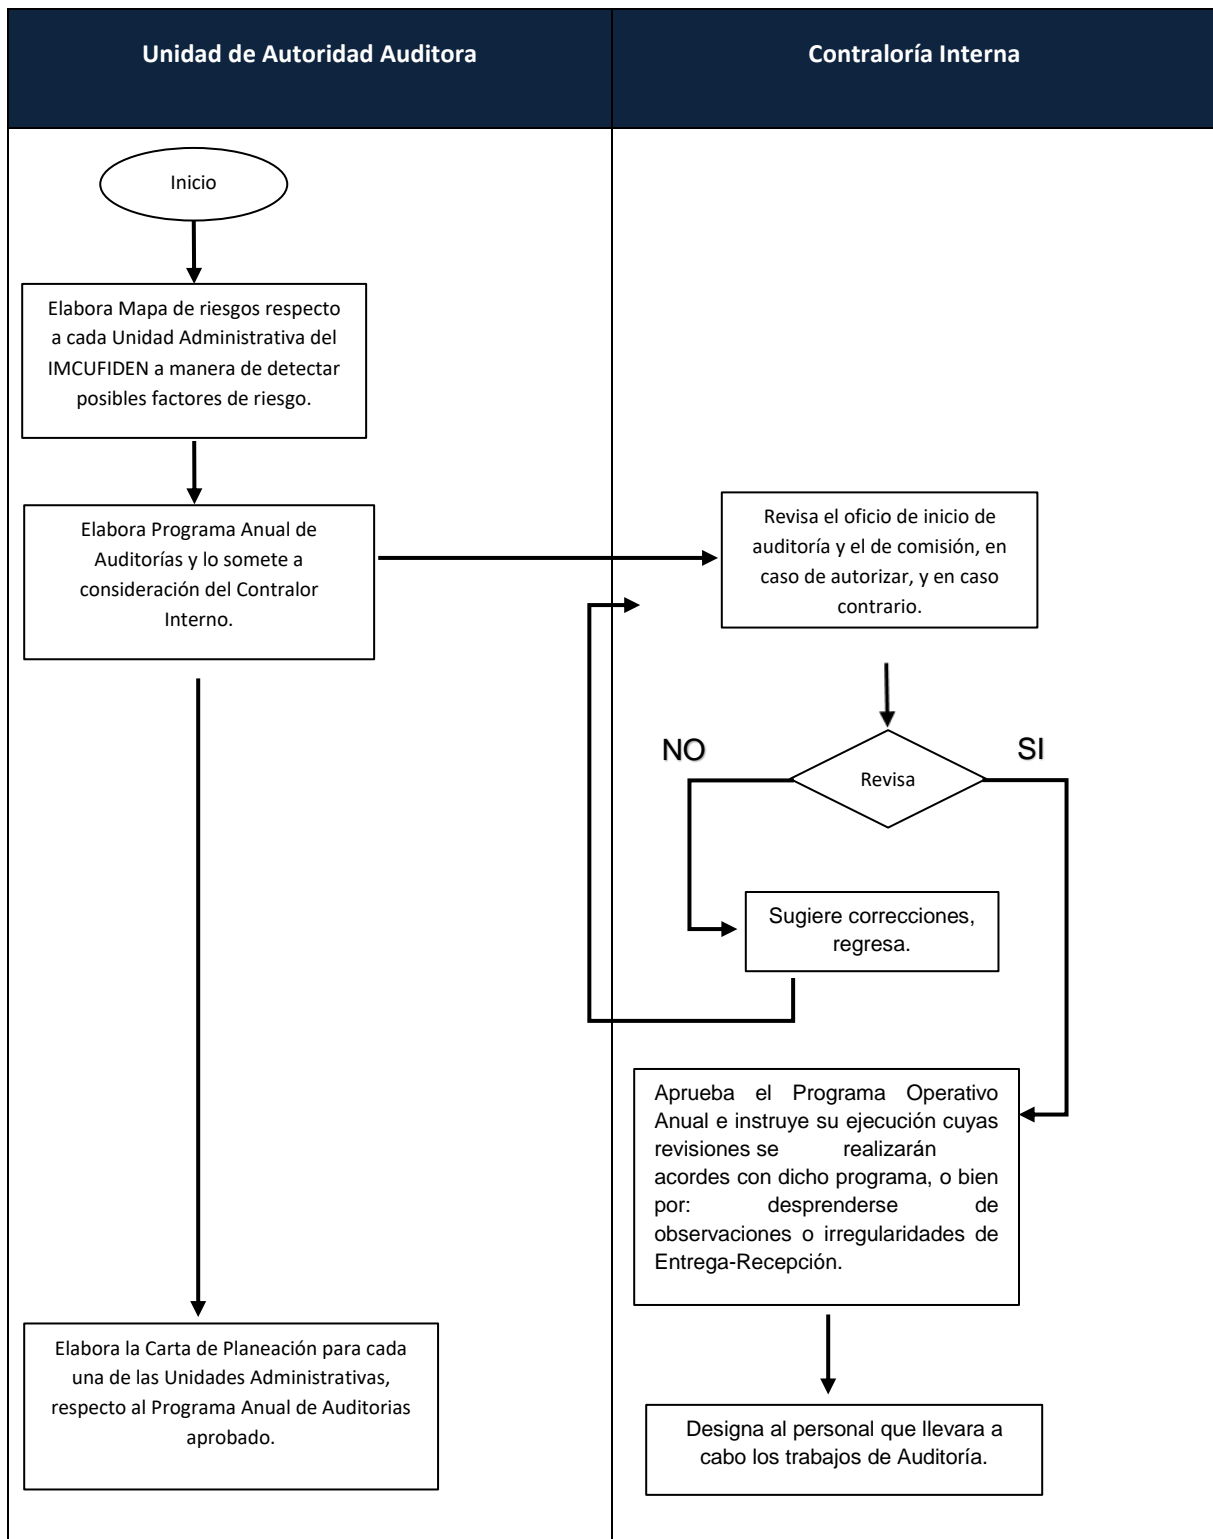 Unidad de Autoridad Auditora
Contraloría Interna
Inicio
Elabora Mapa de riesgos respecto
a cada Unidad Administrativa del
IMCUFIDEN a manera de detectar
posibles factores de riesgo.
Elabora Programa Anual de
Auditorías y lo somete a
consideración del Contralor
Interno.
Revisa el oficio de inicio de
auditoría y el de comisión, en
caso de autorizar, y en caso
contrario.
NO
SI
Revisa
Sugiere correcciones,
regresa.
Aprueba el Programa Operativo
Anual e instruye su ejecución cuyas
revisiones se realizarán
acordes con dicho programa, o bien
por: desprenderse de
observaciones o irregularidades de
Entrega-Recepción.
Elabora la Carta de Planeación para cada
una de las Unidades Administrativas,
respecto al Programa Anual de Auditorias
aprobado.
Designa al personal que llevara a
cabo los trabajos de Auditoría.